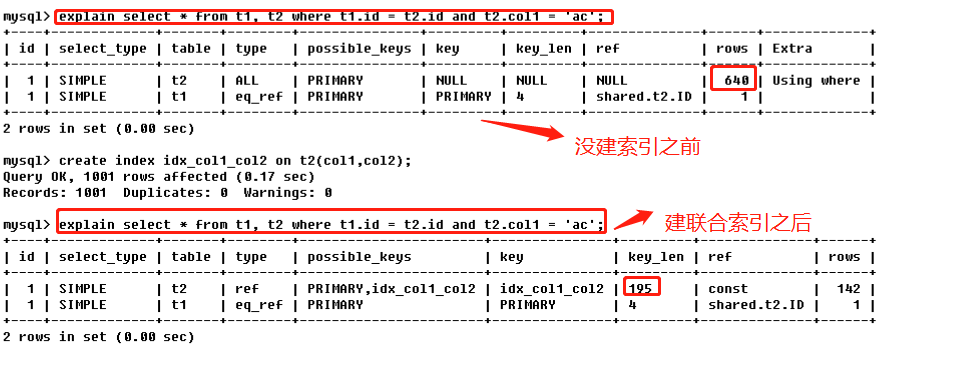 mysql> explain select * from t1, t2 where t1.id = t2.id and t2.col1 = 'ac';
+----+-------------+-------+--------+---------------+---------+---------+--------------+------+-------------+
| id | select_type | table | type | possible_keys | key | key_len | ref | rows | Extra |
+----+-------------+-------+--------+---------------+---------+---------+--------------+------+-------------+
| 1 | SIMPLE | t2 | ALL | PRIMARY | NULL | NULL | NULL | 640 | Using where |
| 1 | SIMPLE | t1 | eq_ref | PRIMARY | PRIMARY | 4 | shared.t2.ID | 1 | |
+----+-------------+-------+--------+---------------+---------+---------+--------------+------+-------------+
2 rows in set (0.00 sec)
没建索引之前
mysql> create index idx_col1_col2 on t2(col1,col2);
Query OK, 1001 rows affected (0.17 sec)
Records: 1001 Duplicates: 0 Warnings: 0
mysql> explain select * from t1, t2 where t1.id = t2.id and t2.col1 = 'ac';
建联合索引之后
+----+-------------+-------+--------+-----------------------+---------------+---------+--------------+------+
| id | select_type | table | type | possible_keys | key | key_len | ref | rows |
+----+-------------+-------+--------+-----------------------+---------------+---------+--------------+------+
| 1 | SIMPLE | t2 | ref | PRIMARY,idx_col1_col2 | idx_col1_col2 | 195 | const | 142 |
| 1 | SIMPLE | t1 | eq_ref | PRIMARY | PRIMARY | 4 | shared.t2.ID | 1 |
+----+-------------+-------+--------+-----------------------+---------------+---------+--------------+------+
2 rows in set (0.00 sec)